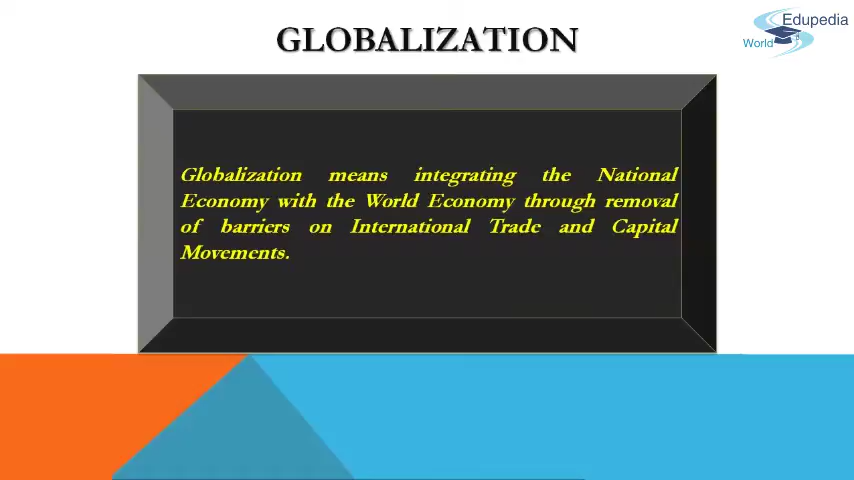 GLOBALIZATION
Edupedia
World
Globalization means integrating the National
Economy with the World Economy through removal
of barriers on International Trade and Capital
Movements.